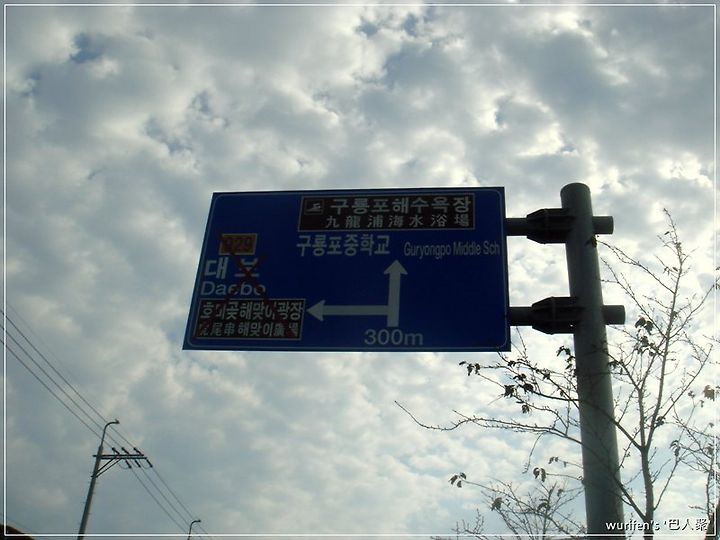 구룡포해수욕장
九龍浦海水浴場
구룡포중학교 Guryongpo Middle Sch
929
대보
Daebo
호미곶해맞이광장
虎尾串해맞이廣場
300m
wurifen's '巴人聚'